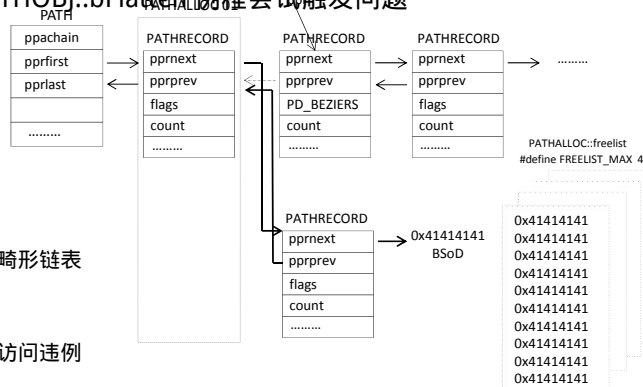 PATH
ppachain
pprfirst
pprlast
………
PATHRECORD
pprnext
pprprev
flags
count
………
PATHRECORD
pprnext
pprprev
PD_BEZIERS
count
………
PATHRECORD
pprnext
pprprev
flags
count
………
………
PATHALLOC::freelist
#define FREELIST_MAX 4
畸形链表
访问违例
PATHRECORD
pprnext
pprprev
flags
count
………
0x41414141
BSoD
0x41414141
0x41414141
0x41414141
0x41414141
0x41414141
0x41414141
0x41414141
0x41414141
0x41414141
0x41414141